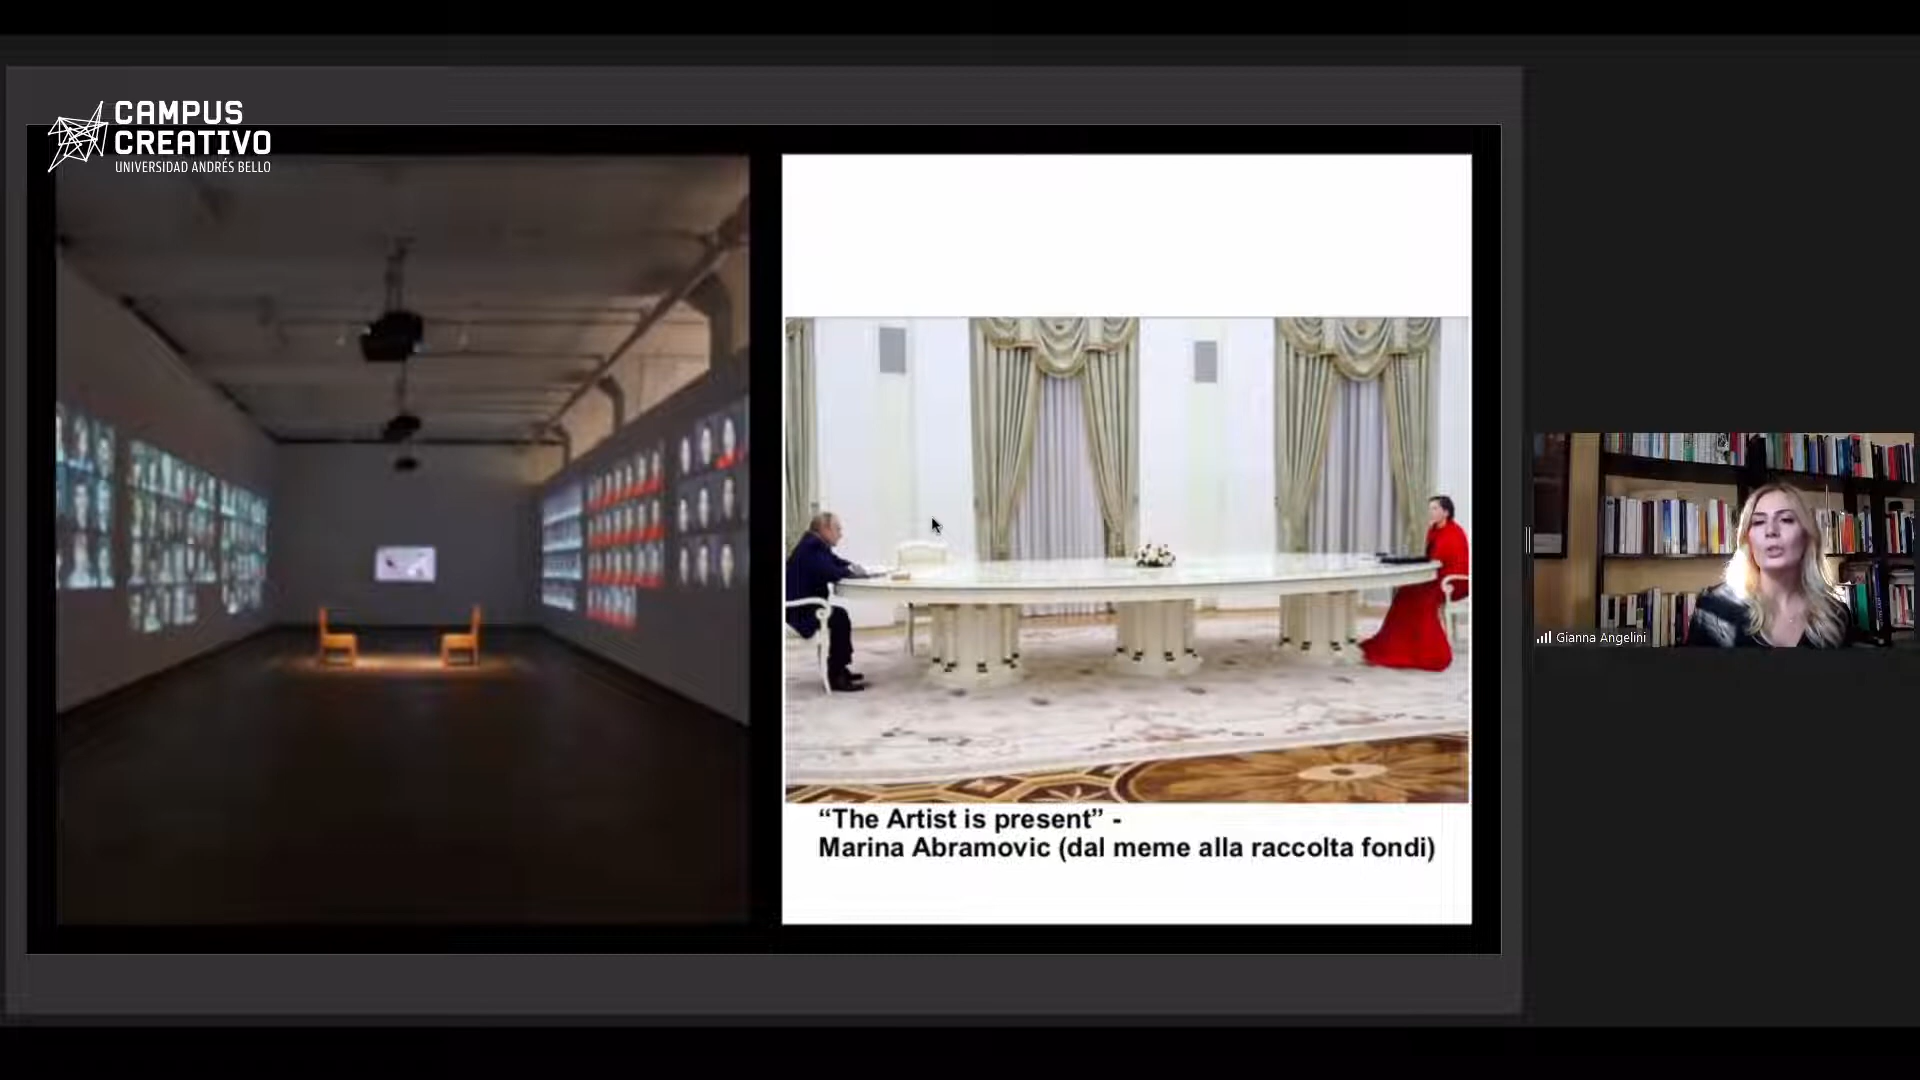 CAMPUS
CREATIVO
UNIVERSIDAD ANDRÉS BELLO
“The Artist is present” -
Marina Abramovic (dal meme alla raccolta fondi)
Gianna Angelini